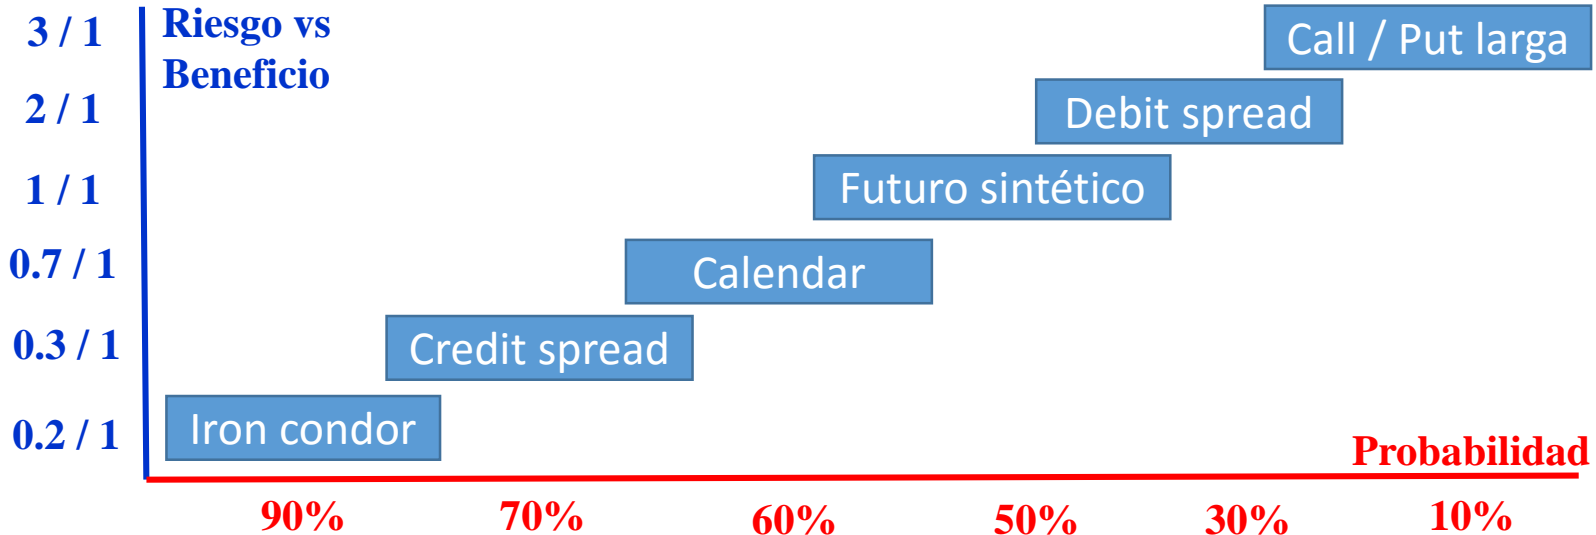 3 / 1
Riesgo vs
Beneficio
Call / Put larga
2 / 1
Debit spread
1 / 1
Futuro sintético
0.7 / 1
Calendar
0.3 / 1
Credit spread
0.2 / 1
Iron condor
Probabilidad
90%
70%
60%
50%
30%
10%